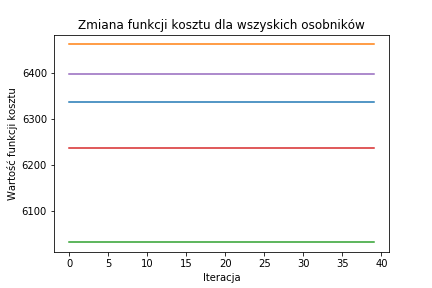 Zmiana funkcji kosztu dla wszyskich osobników
Wartość funkcji kosztu
6400
6300
6200
6100
0 5 10 15 20 25 30 35 40
Iteracja